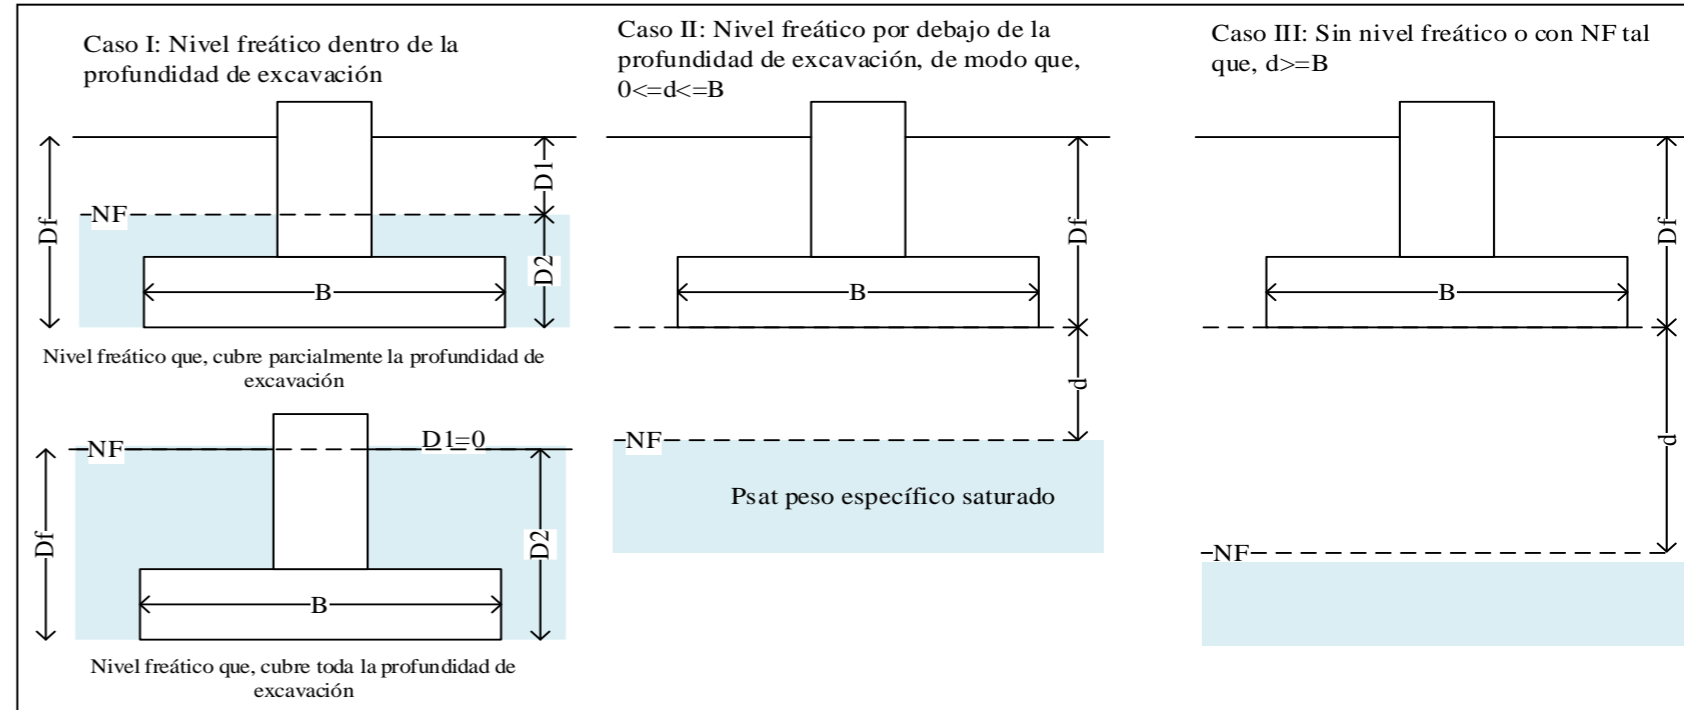 Caso I: Nivel freático dentro de la
profundidad de excavación
D1
NF
Df
D2
B
Nivel freático que, cubre parcialmente la profundidad de
excavación
NF
D1=0
Df
D2
B
Nivel freático que, cubre toda la profundidad de
excavación
Caso II: Nivel freático por debajo de la
profundidad de excavación, de modo que,
0<=d<=B
Df
B
d
NF
Psat peso específico saturado
Caso III: Sin nivel freático o con NF tal
que, d>=B
Df
B
d
NF